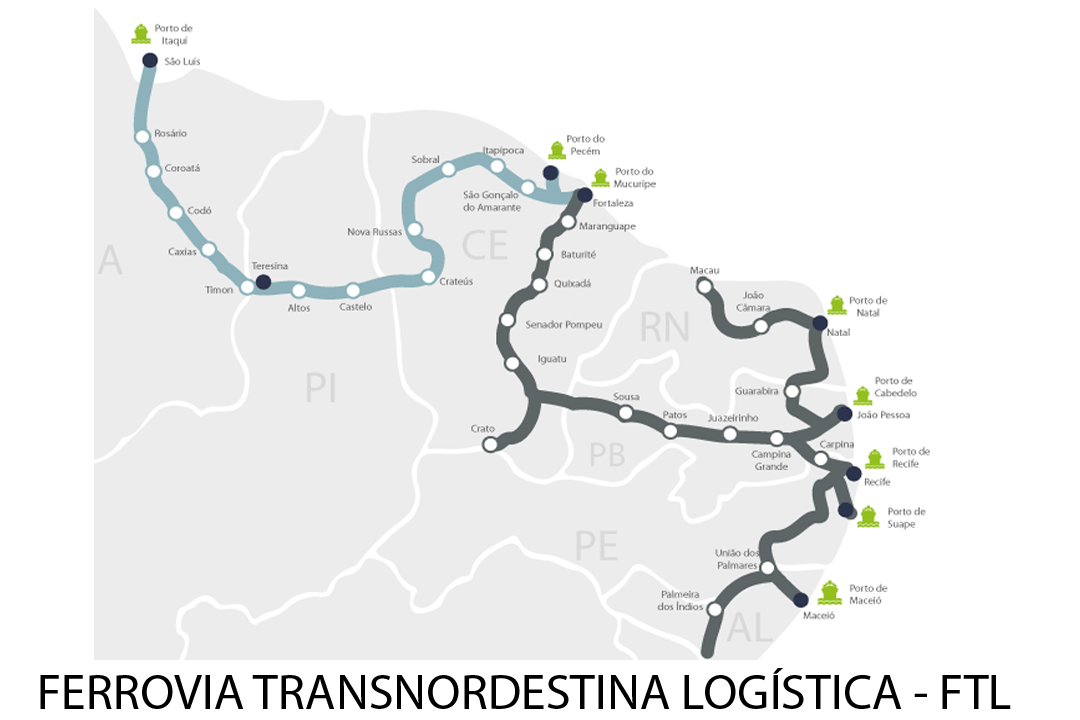 Porto de
Itaqui
São Luís
Rosário
Coroatá
Codó
Caxias
Timon
Teresina
Altos
Castelo
Crateús
Nova Russas
Sobral
Itapipoca
São Gonçalo
do Amarante
Porto do
Pecém
Porto do
Mucuripe
Fortaleza
Maranguape
Baturité
Quixadá
Senador Pompeu
Iguatu
Crato
Sousa
Patos
Juazeirinho
Campina
Grande
Macau
João
Câmara
Porto de
Natal
Natal
Guarabira
Porto de
Cabedelo
João Pessoa
Carpina
Porto de
Recife
Recife
Porto de
Suape
União dos
Palmares
Palmeira
dos Índios
Porto de
Maceió
Maceió
A
PI
CE
RN
PB
PE
AL
FERROVIA TRANSNORDESTINA LOGÍSTICA - FTL